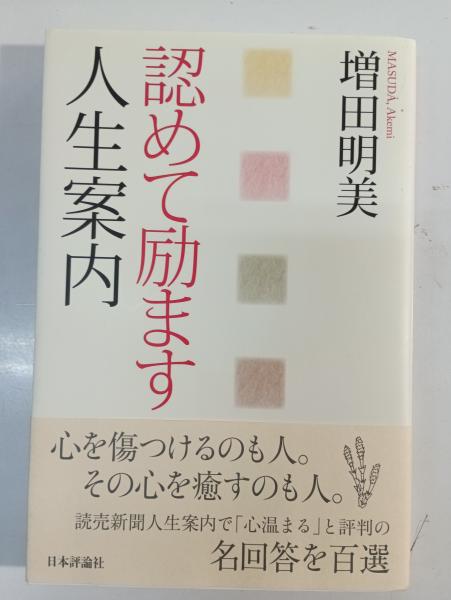 増田明美
MASUDA, Akemi
認めて励ます
人生案内
心を傷つけるのも人。
その心を癒すのも人。
読売新聞人生案内で「心温まる」と評判の
名回答を百選
日本評論社